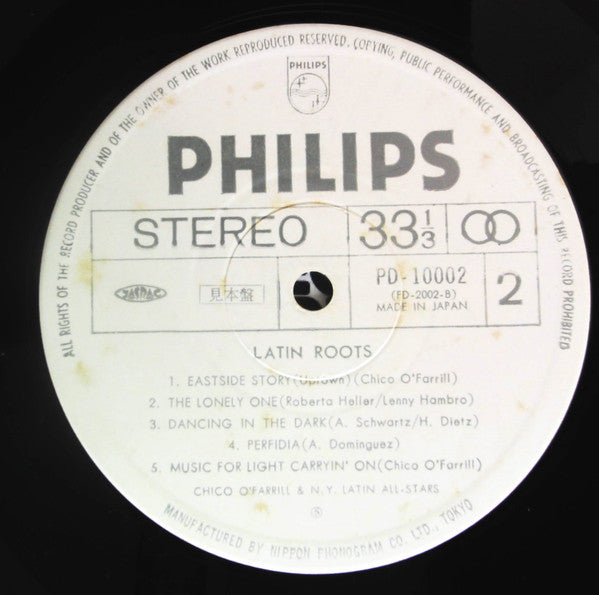 ALL RIGHTS OF THE RECORD PRODUCER AND OF THE OWNER OF THE WORK REPRODUCED RESERVED. COPYING, PUBLIC PERFORMANCE AND BROADCASTING OF THIS RECORD PROHIBITED
PHILIPS
PHILIPS
STEREO 33⅓
見本盤 PD-10002 2
(FD-2002-B)
MADE IN JAPAN
LATIN ROOTS
1. EASTSIDE STORY(Uptown)(Chico O'Farrill)
2. THE LONELY ONE(Roberta Heller/Lenny Hambro)
3. DANCING IN THE DARK(A. Schwartz/H. Dietz)
4. PERFIDIA(A. Dominguez)
5. MUSIC FOR LIGHT CARRYIN' ON(Chico O'Farrill)
CHICO O'FARRILL & N.Y. LATIN ALL-STARS
Ⓢ
MANUFACTURED BY NIPPON PHONOGRAM CO. LTD., TOKYO